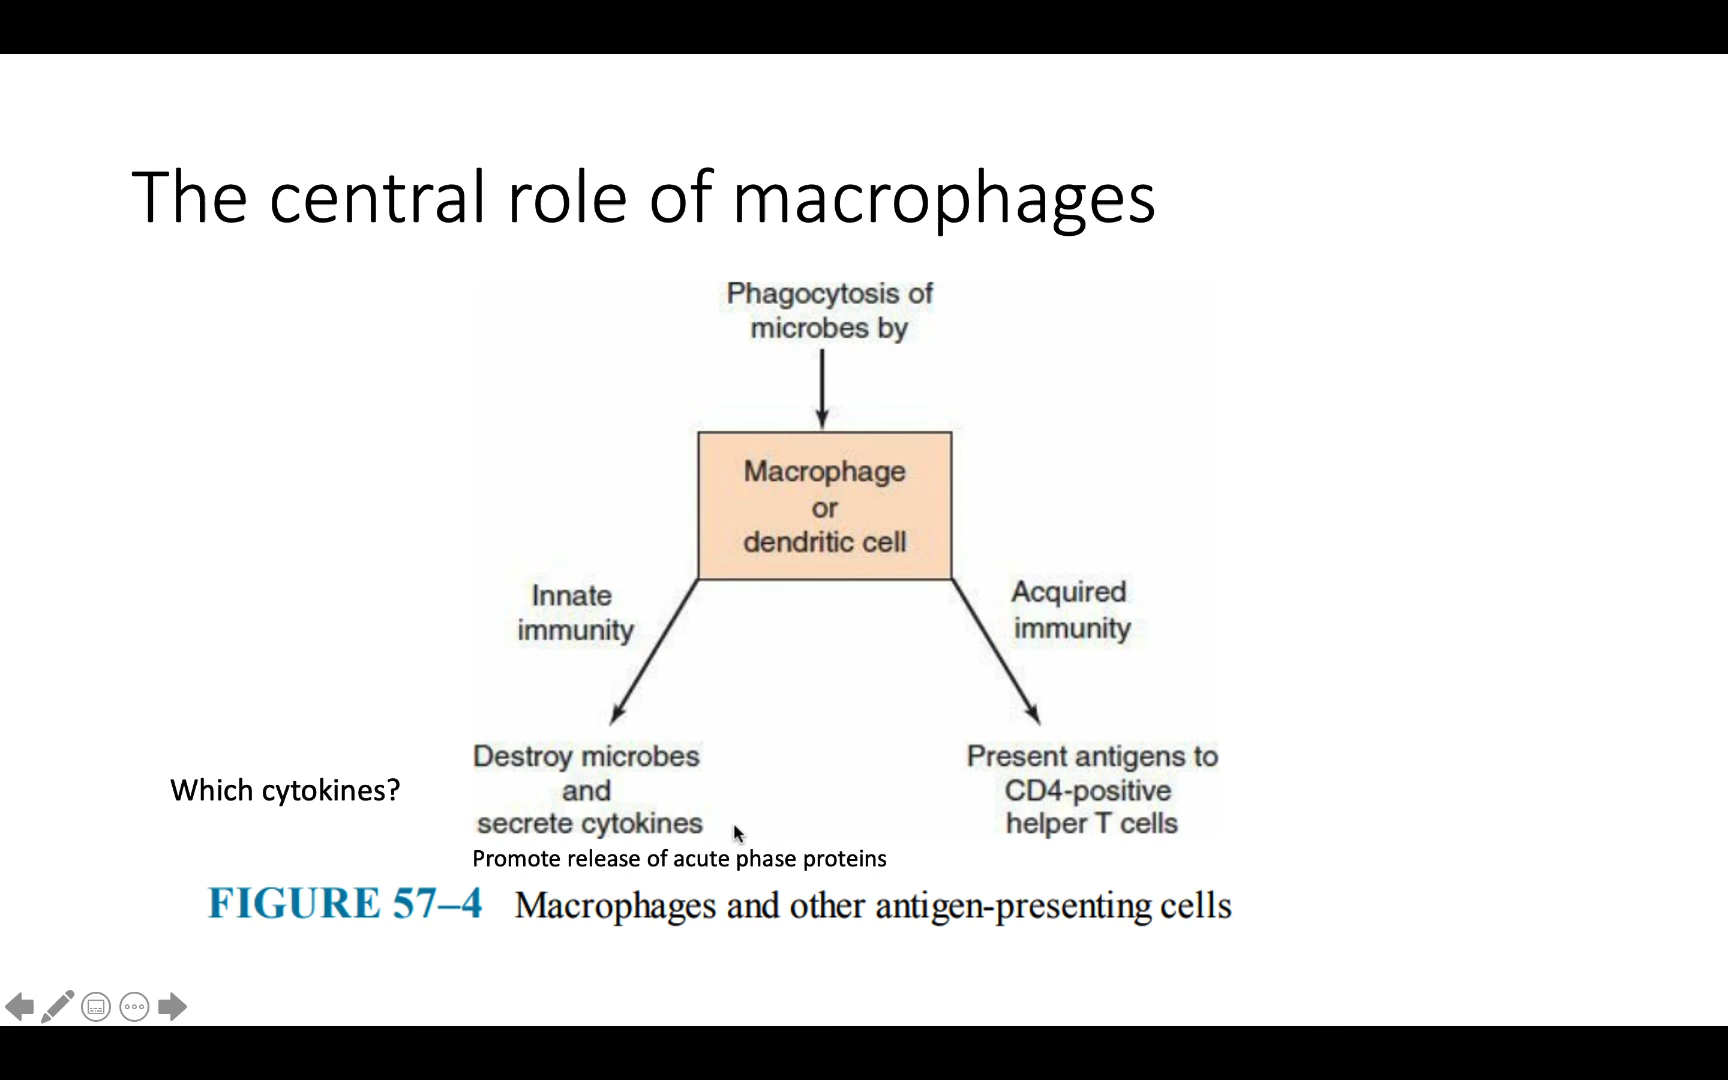 The central role of macrophages
Phagocytosis of
microbes by
Macrophage
or
dendritic cell
Innate
immunity
Acquired
immunity
Which cytokines?
Destroy microbes
and
secrete cytokines
Promote release of acute phase proteins
Present antigens to
CD4-positive
helper T cells
FIGURE 57–4 Macrophages and other antigen-presenting cells